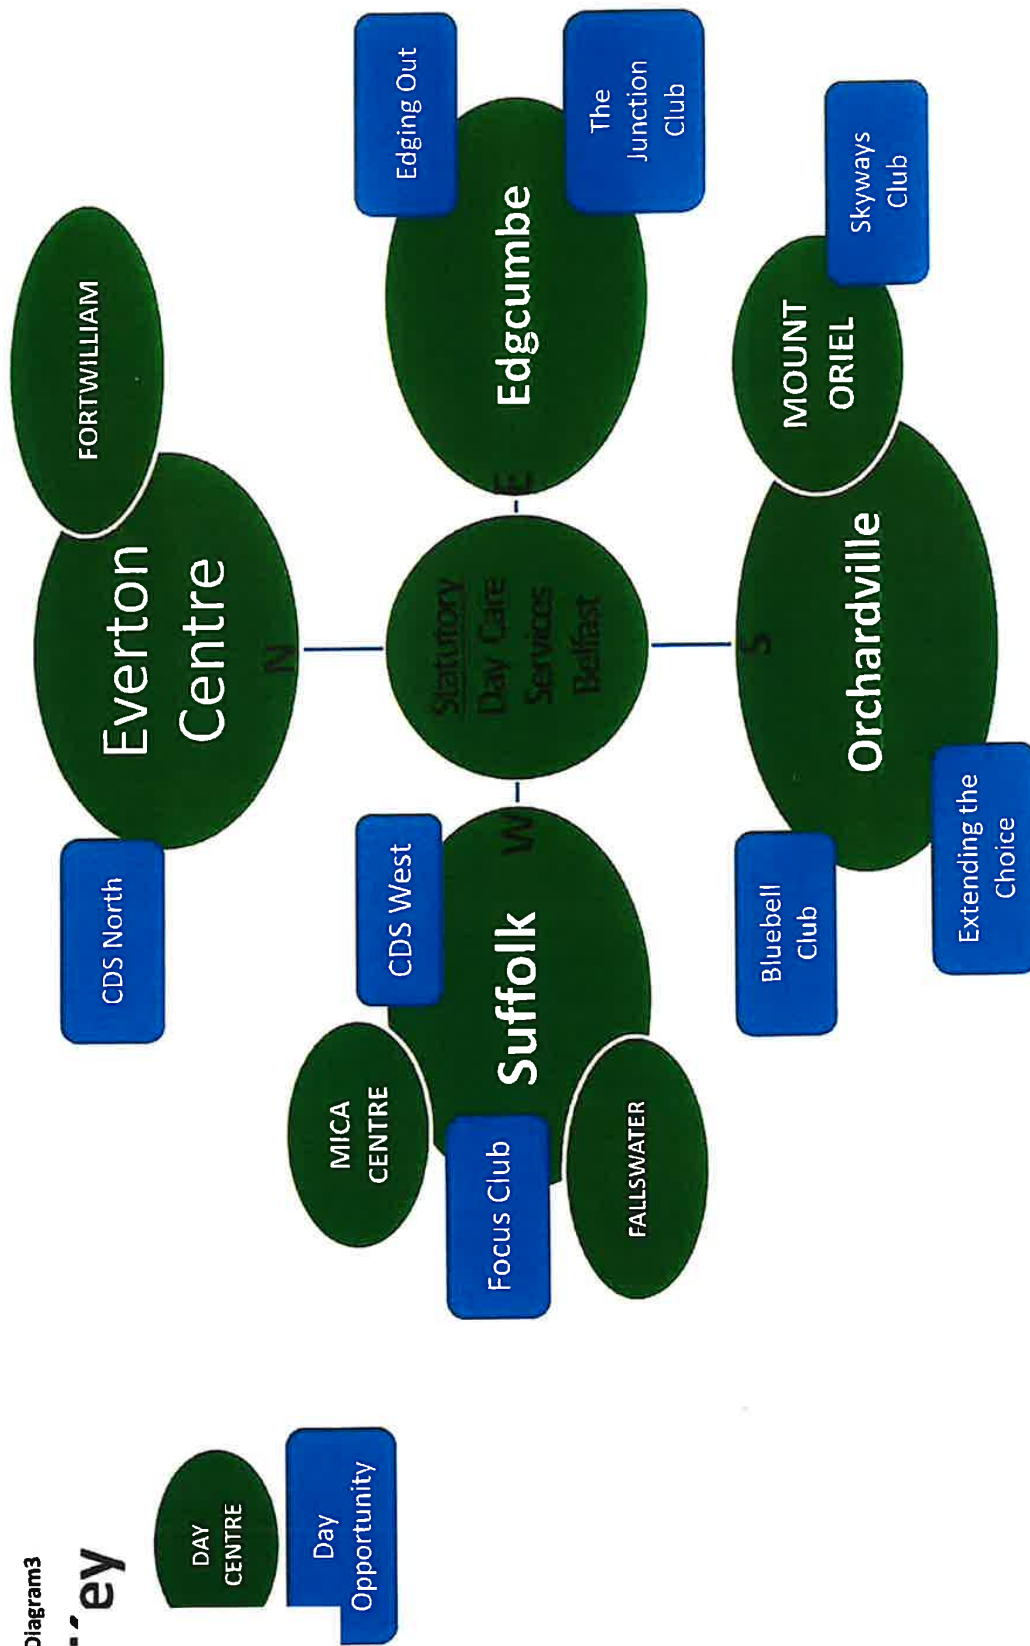 Diagram3
Key
DAY
CENTRE
Day
Opportunity
CDS North
Everton
Centre
N
FORTWILLIAM
MICA
CENTRE
CDS West
Suffolk
W
Focus Club
FALLSWATER
Statutory
Day Care
Services
Belfast
E
Edgcumbe
Edging Out
The
Junction
Club
Bluebell
Club
S
Orchardville
Extending the
Choice
MOUNT
ORIEL
Skyways
Club